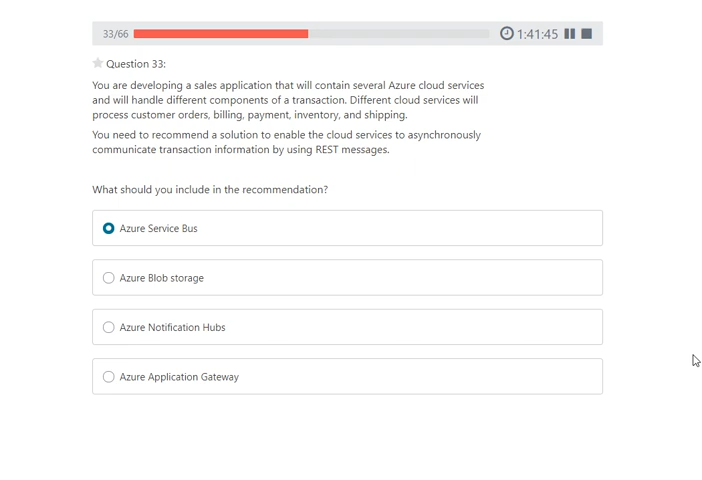 33/66
1:41:45
Question 33:
You are developing a sales application that will contain several Azure cloud services
and will handle different components of a transaction. Different cloud services will
process customer orders, billing, payment, inventory, and shipping.
You need to recommend a solution to enable the cloud services to asynchronously
communicate transaction information by using REST messages.
What should you include in the recommendation?
Azure Service Bus
Azure Blob storage
Azure Notification Hubs
Azure Application Gateway